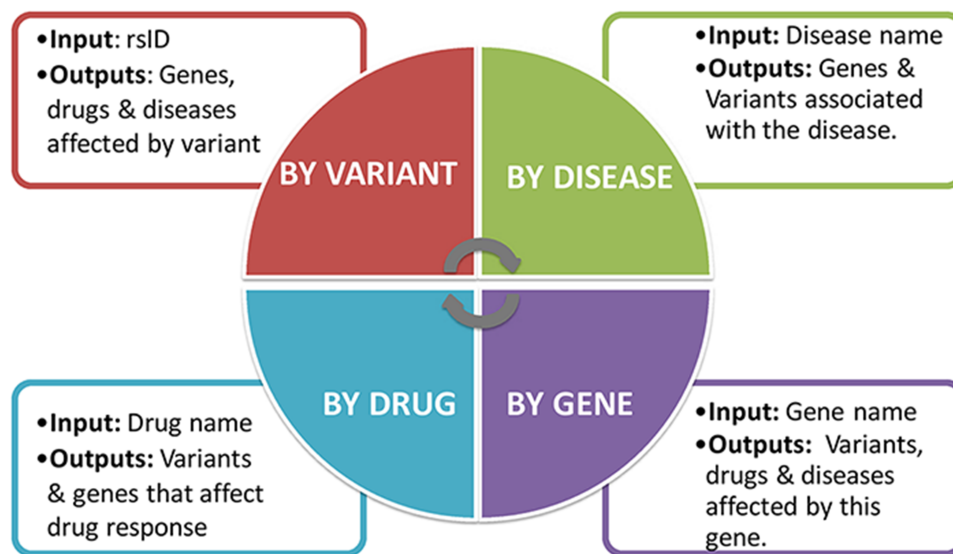 •Input: rsID
•Outputs: Genes,
drugs & diseases
affected by variant
•Input: Disease name
•Outputs: Genes &
Variants associated
with the disease.
BY VARIANT
BY DISEASE
BY DRUG
BY GENE
•Input: Drug name
•Outputs: Variants
& genes that affect
drug response
•Input: Gene name
•Outputs: Variants,
drugs & diseases
affected by this
gene.